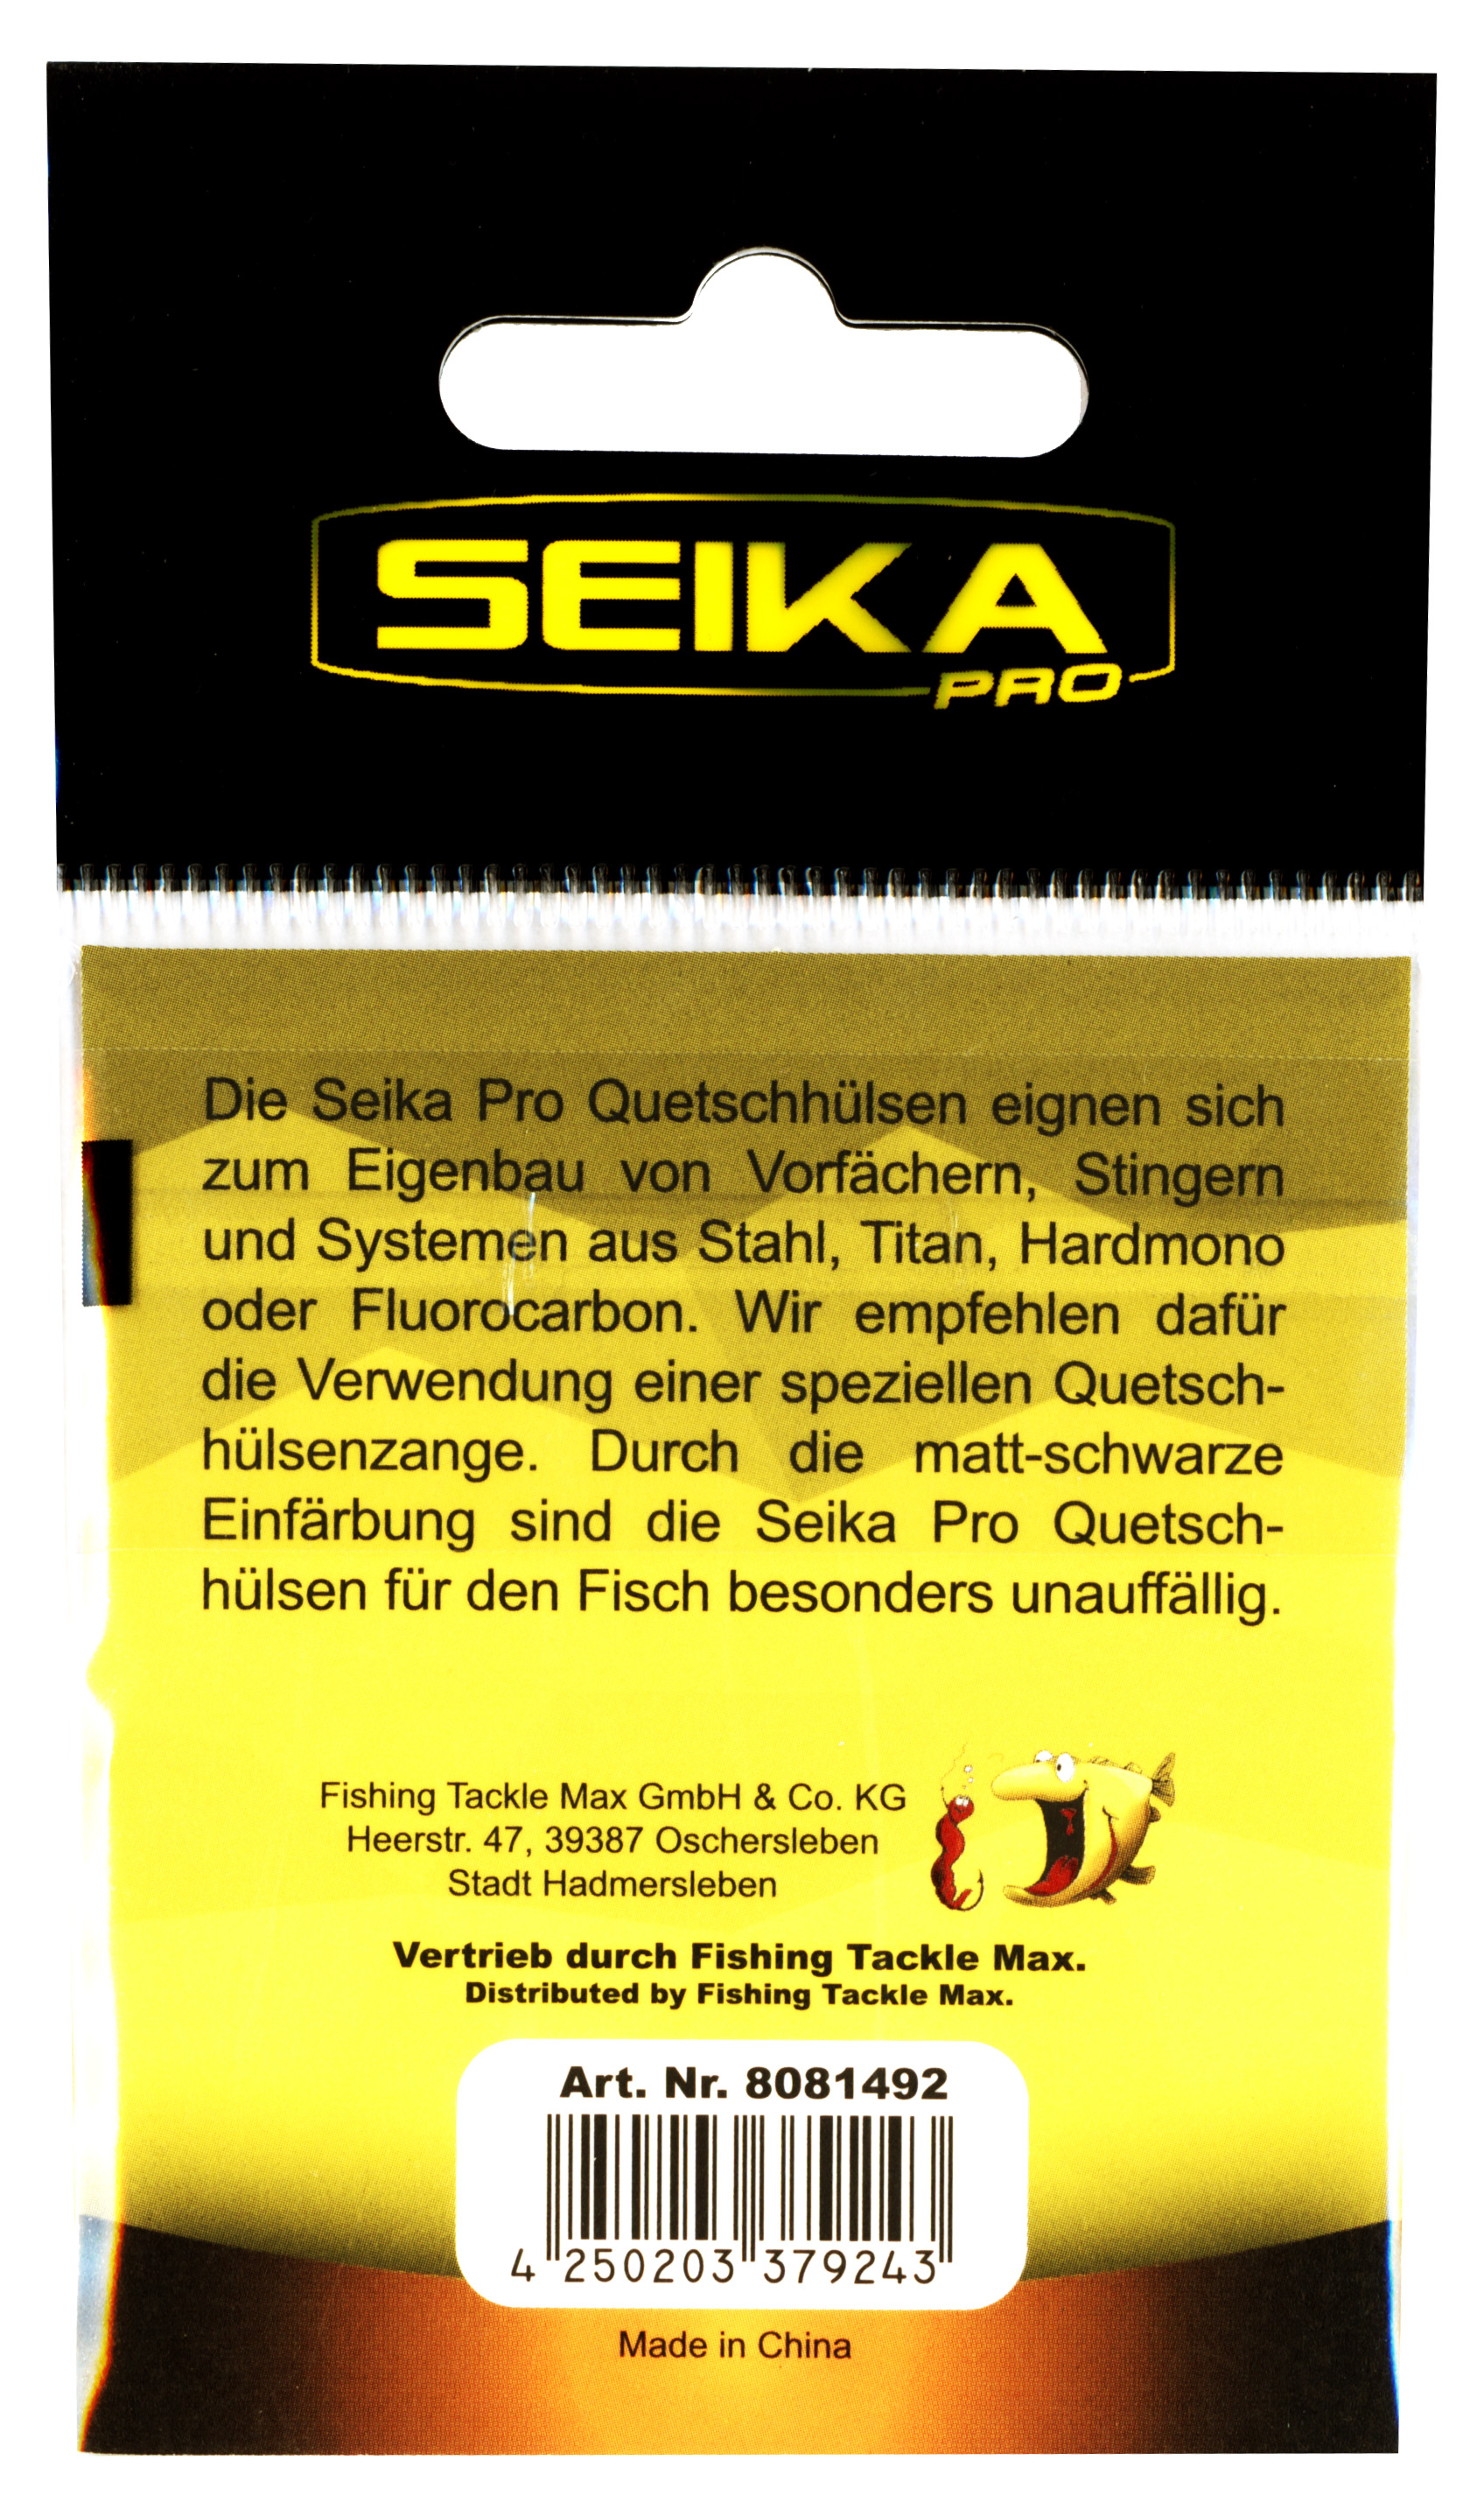 SEIKA
PRO
Die Seika Pro Quetschhülsen eignen sich
zum Eigenbau von Vorfächern, Stingern
und Systemen aus Stahl, Titan, Hardmono
oder Fluorocarbon. Wir empfehlen dafür
die Verwendung einer speziellen Quetsch-
hülsenzange. Durch die matt-schwarze
Einfärbung sind die Seika Pro Quetsch-
hülsen für den Fisch besonders unauffällig.
Fishing Tackle Max GmbH & Co. KG
Heerstr. 47, 39387 Oschersleben
Stadt Hadmersleben
Vertrieb durch Fishing Tackle Max.
Distributed by Fishing Tackle Max.
Art. Nr. 8081492
4 250203 379243
Made in China